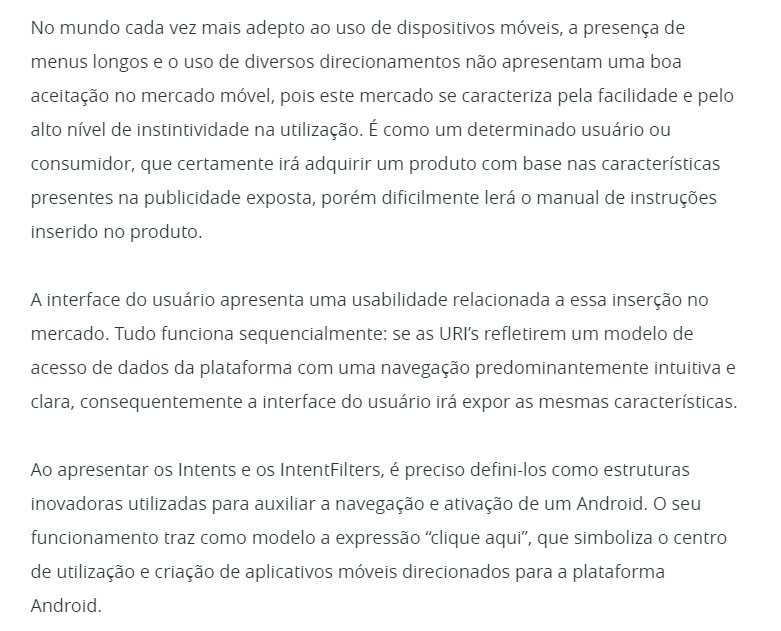 No mundo cada vez mais adepto ao uso de dispositivos móveis, a presença de
menus longos e o uso de diversos direcionamentos não apresentam uma boa
aceitação no mercado móvel, pois este mercado se caracteriza pela facilidade e pelo
alto nível de instintividade na utilização. É como um determinado usuário ou
consumidor, que certamente irá adquirir um produto com base nas características
presentes na publicidade exposta, porém dificilmente lerá o manual de instruções
inserido no produto.
A interface do usuário apresenta uma usabilidade relacionada a essa inserção no
mercado. Tudo funciona sequencialmente: se as URI’s refletirem um modelo de
acesso de dados da plataforma com uma navegação predominantemente intuitiva e
clara, consequentemente a interface do usuário irá expor as mesmas características.
Ao apresentar os Intents e os IntentFilters, é preciso defini-los como estruturas
inovadoras utilizadas para auxiliar a navegação e ativação de um Android. O seu
funcionamento traz como modelo a expressão “clique aqui”, que simboliza o centro
de utilização e criação de aplicativos móveis direcionados para a plataforma
Android.